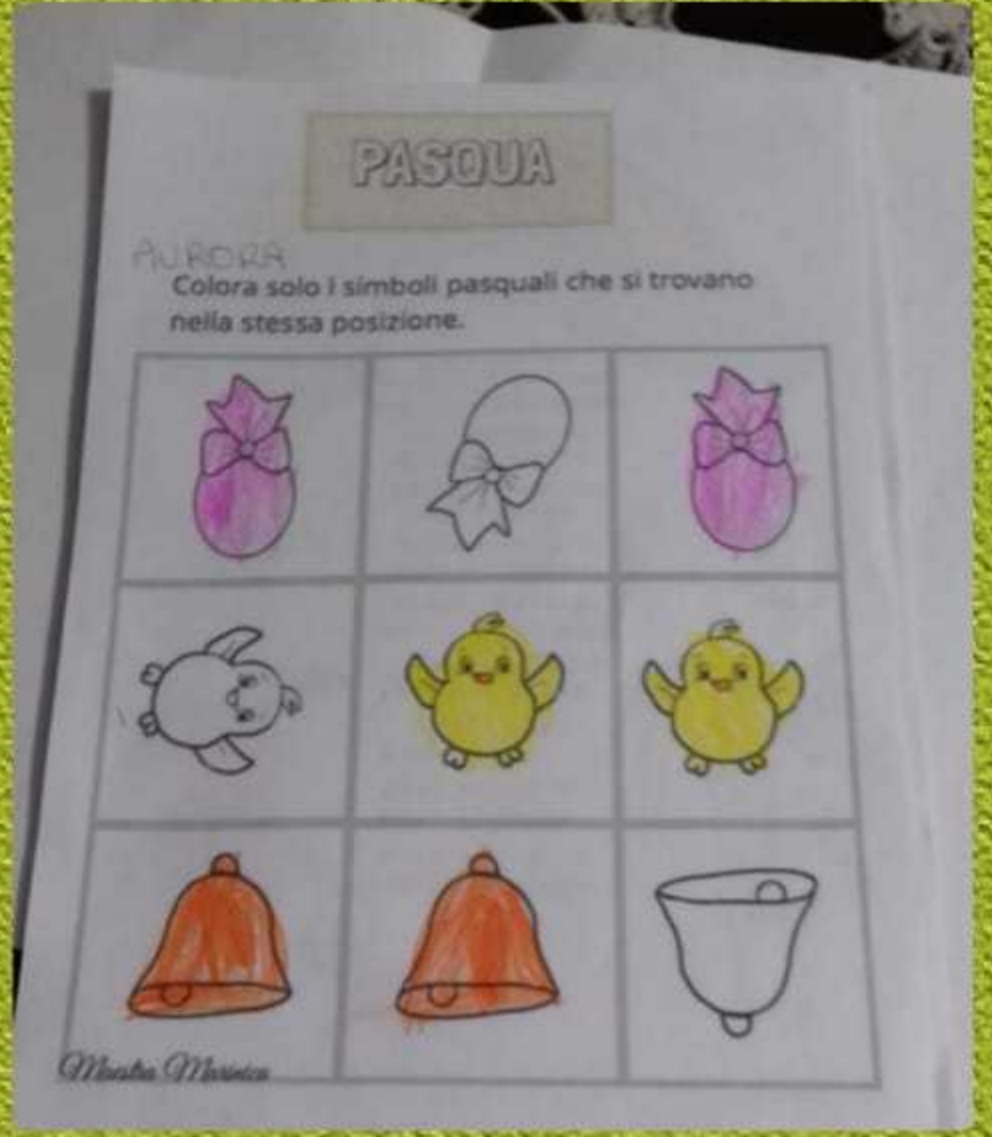 PASQUA
AURORA
Colora solo i simboli pasquali che si trovano
nella stessa posizione.
Maestra Marinica